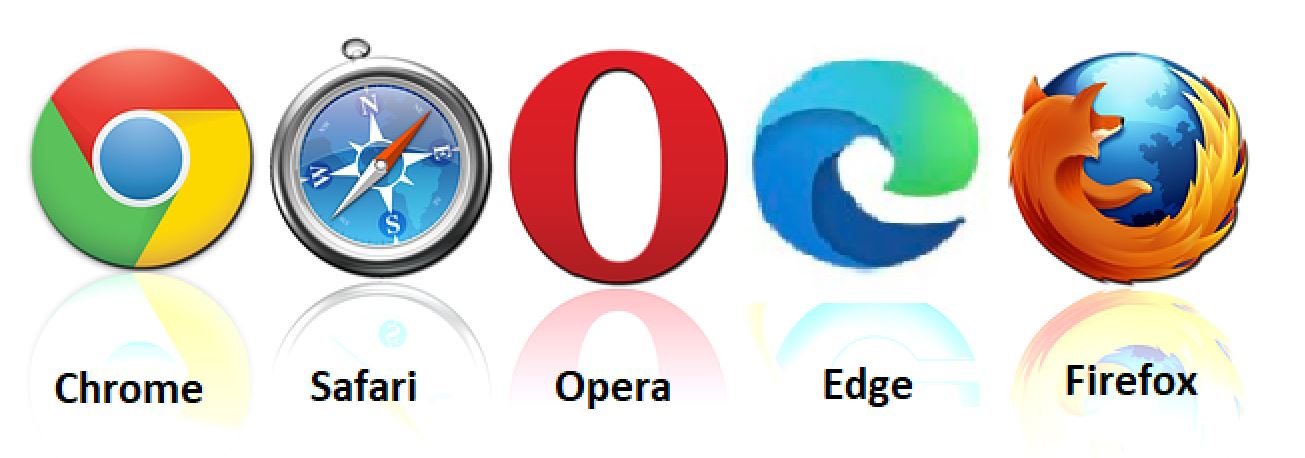 N
E
W
S
Chrome
Safari
Opera
Edge
Firefox